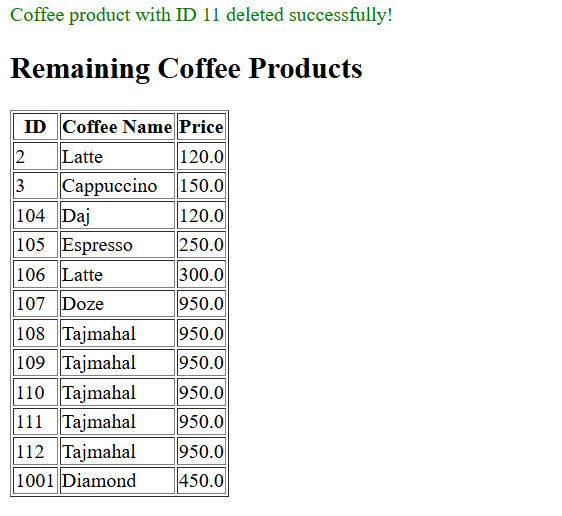 Coffee product with ID 11 deleted successfully!
Remaining Coffee Products
ID Coffee Name Price
2 Latte 120.0
3 Cappuccino 150.0
104 Daj 120.0
105 Espresso 250.0
106 Latte 300.0
107 Doze 950.0
108 Tajmahal 950.0
109 Tajmahal 950.0
110 Tajmahal 950.0
111 Tajmahal 950.0
112 Tajmahal 950.0
1001 Diamond 450.0